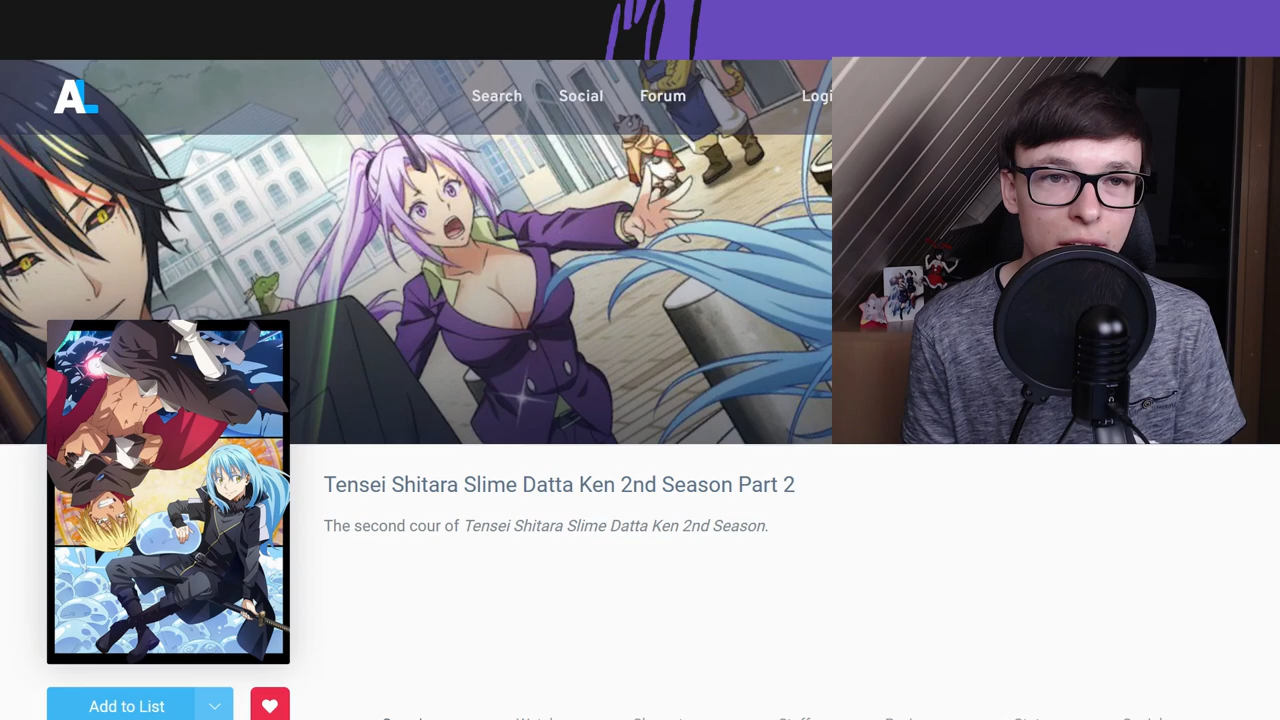 AL
Search Social Forum Logi
Tensei Shitara Slime Datta Ken 2nd Season Part 2
The second cour of Tensei Shitara Slime Datta Ken 2nd Season.
Add to List